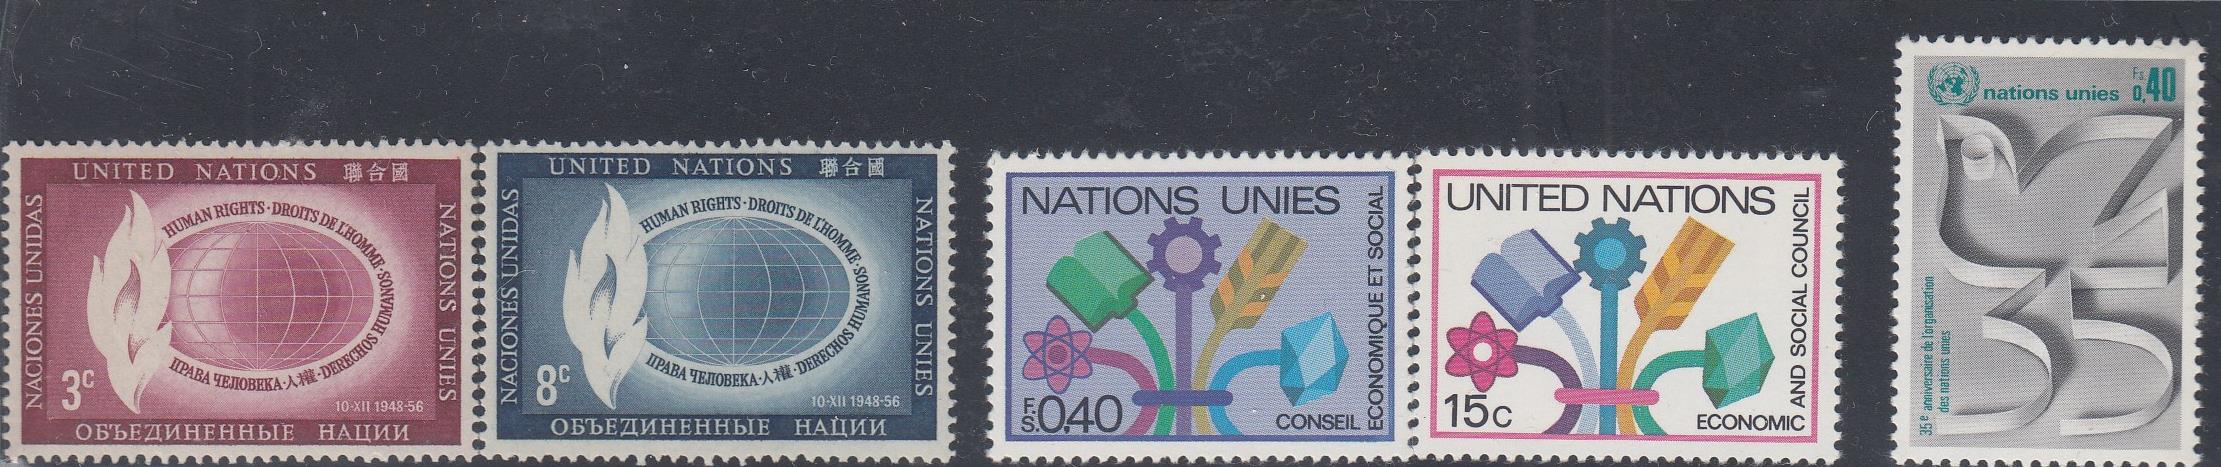 UNITED NATIONS 聯合國
NACIONES UNIDAS
NATIONS UNIES
HUMAN RIGHTS · DROITS DE L'HOMME ·
DERECHOS HUMANOS ·
ПРАВА ЧЕЛОВЕКА · 人權 ·
3c
10-XII 1948-56
ОБЪЕДИНЕННЫЕ НАЦИИ
UNITED NATIONS 聯合國
NACIONES UNIDAS
NATIONS UNIES
HUMAN RIGHTS · DROITS DE L'HOMME ·
DERECHOS HUMANOS ·
ПРАВА ЧЕЛОВЕКА · 人權 ·
8c
10-XII 1948-56
ОБЪЕДИНЕННЫЕ НАЦИИ
NATIONS UNIES
F.S. 0,40
CONSEIL
ECONOMIQUE ET SOCIAL
UNITED NATIONS
15c
ECONOMIC
AND SOCIAL COUNCIL
nations unies
F.s. 0,40
35e anniversaire de l'organisation
des nations unies
35